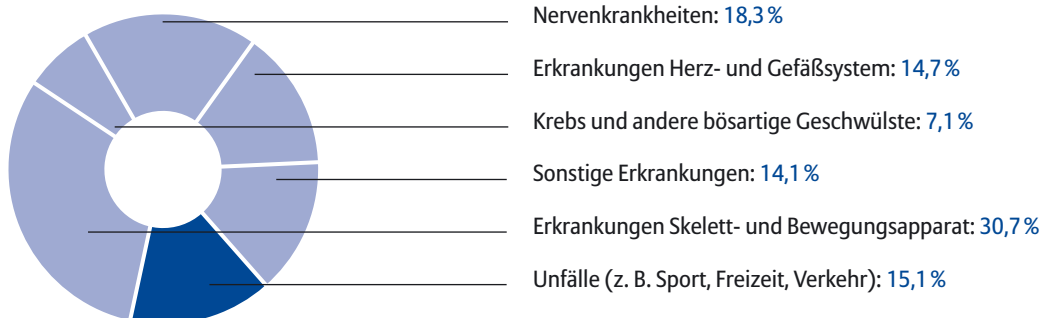 Nervenkrankheiten: 18,3 %
Erkrankungen Herz- und Gefäßsystem: 14,7 %
Krebs und andere bösartige Geschwülste: 7,1 %
Sonstige Erkrankungen: 14,1 %
Erkrankungen Skelett- und Bewegungsapparat: 30,7 %
Unfälle (z. B. Sport, Freizeit, Verkehr): 15,1 %